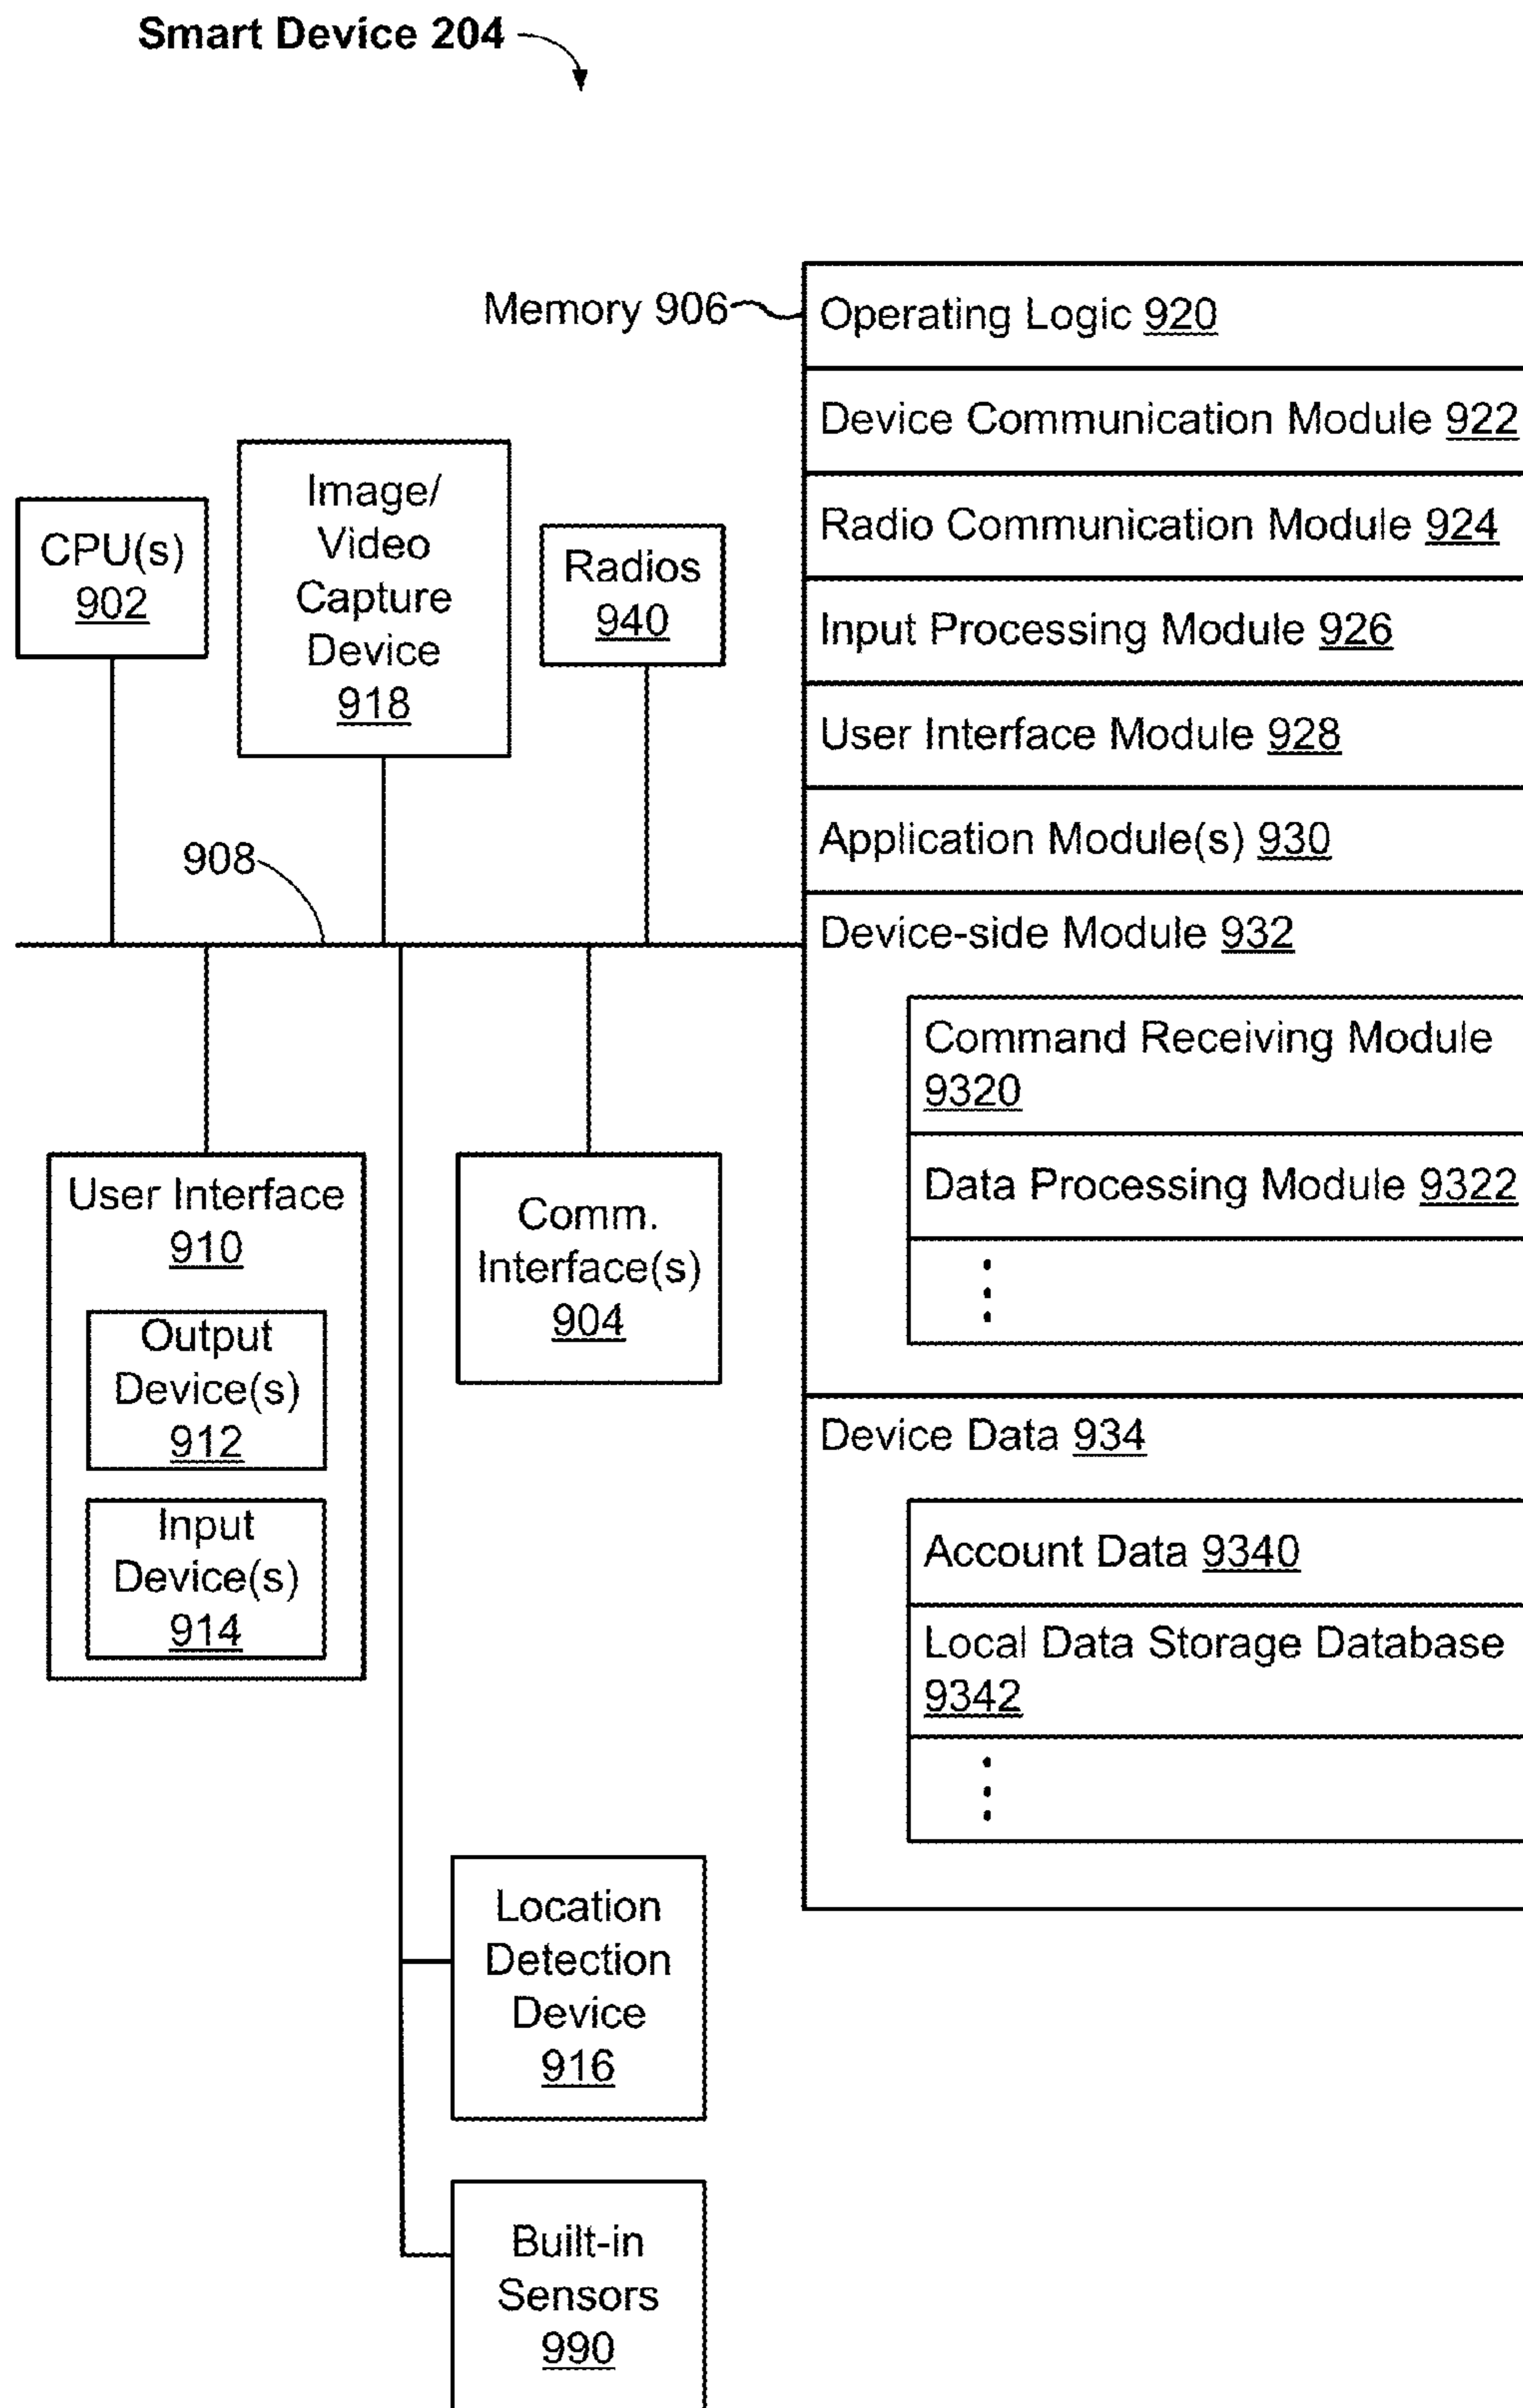 Smart Device 204
Memory 906
Operating Logic 920
Device Communication Module 922
Radio Communication Module 924
Input Processing Module 926
User Interface Module 928
Application Module(s) 930
Device-side Module 932
Command Receiving Module
9320
Data Processing Module 9322
Device Data 934
Account Data 9340
Local Data Storage Database
9342
CPU(s)
902
Image/
Video
Capture
Device
918
Radios
940
908
User Interface
910
Output
Device(s)
912
Input
Device(s)
914
Comm.
Interface(s)
904
Location
Detection
Device
916
Built-in
Sensors
990